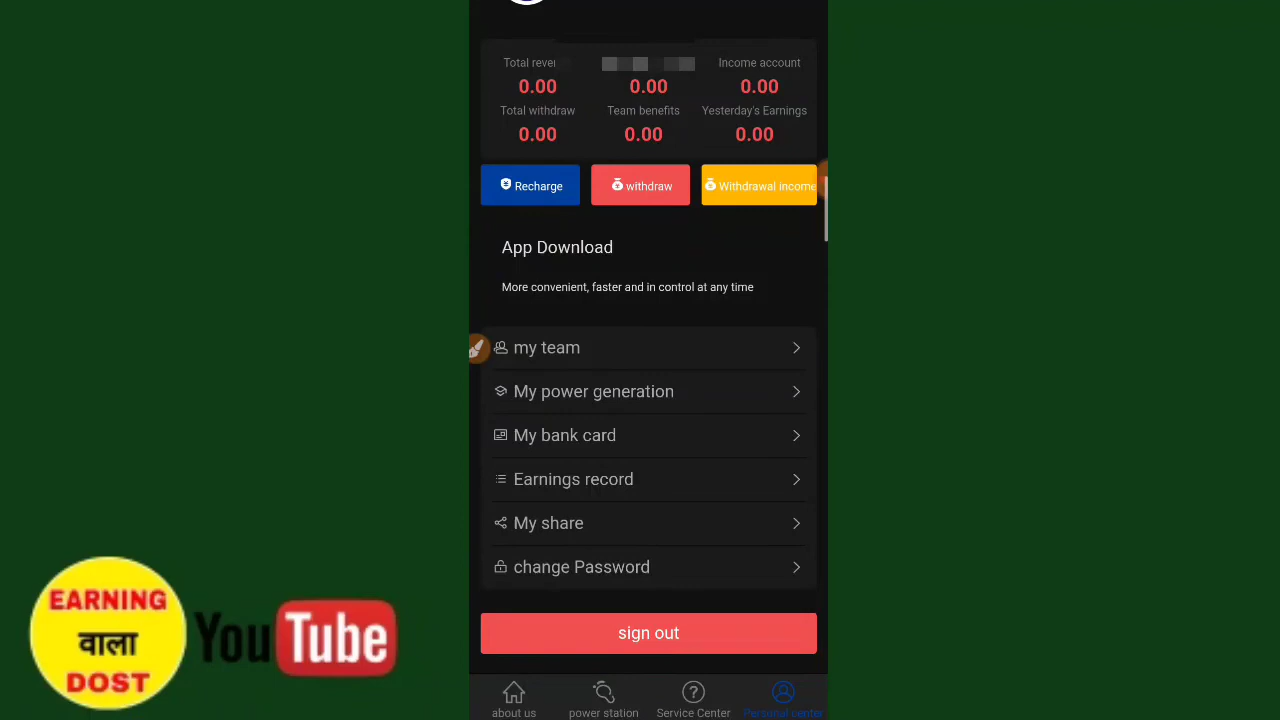 Total reve
Income account
0.00 0.00 0.00
Total withdraw Team benefits Yesterday's Earnings
0.00 0.00 0.00
Recharge withdraw Withdrawal income
App Download
More convenient, faster and in control at any time
my team
My power generation
My bank card
Earnings record
My share
change Password
sign out
EARNING
वाला
DOST
YouTube
about us power station Service Center Personal center